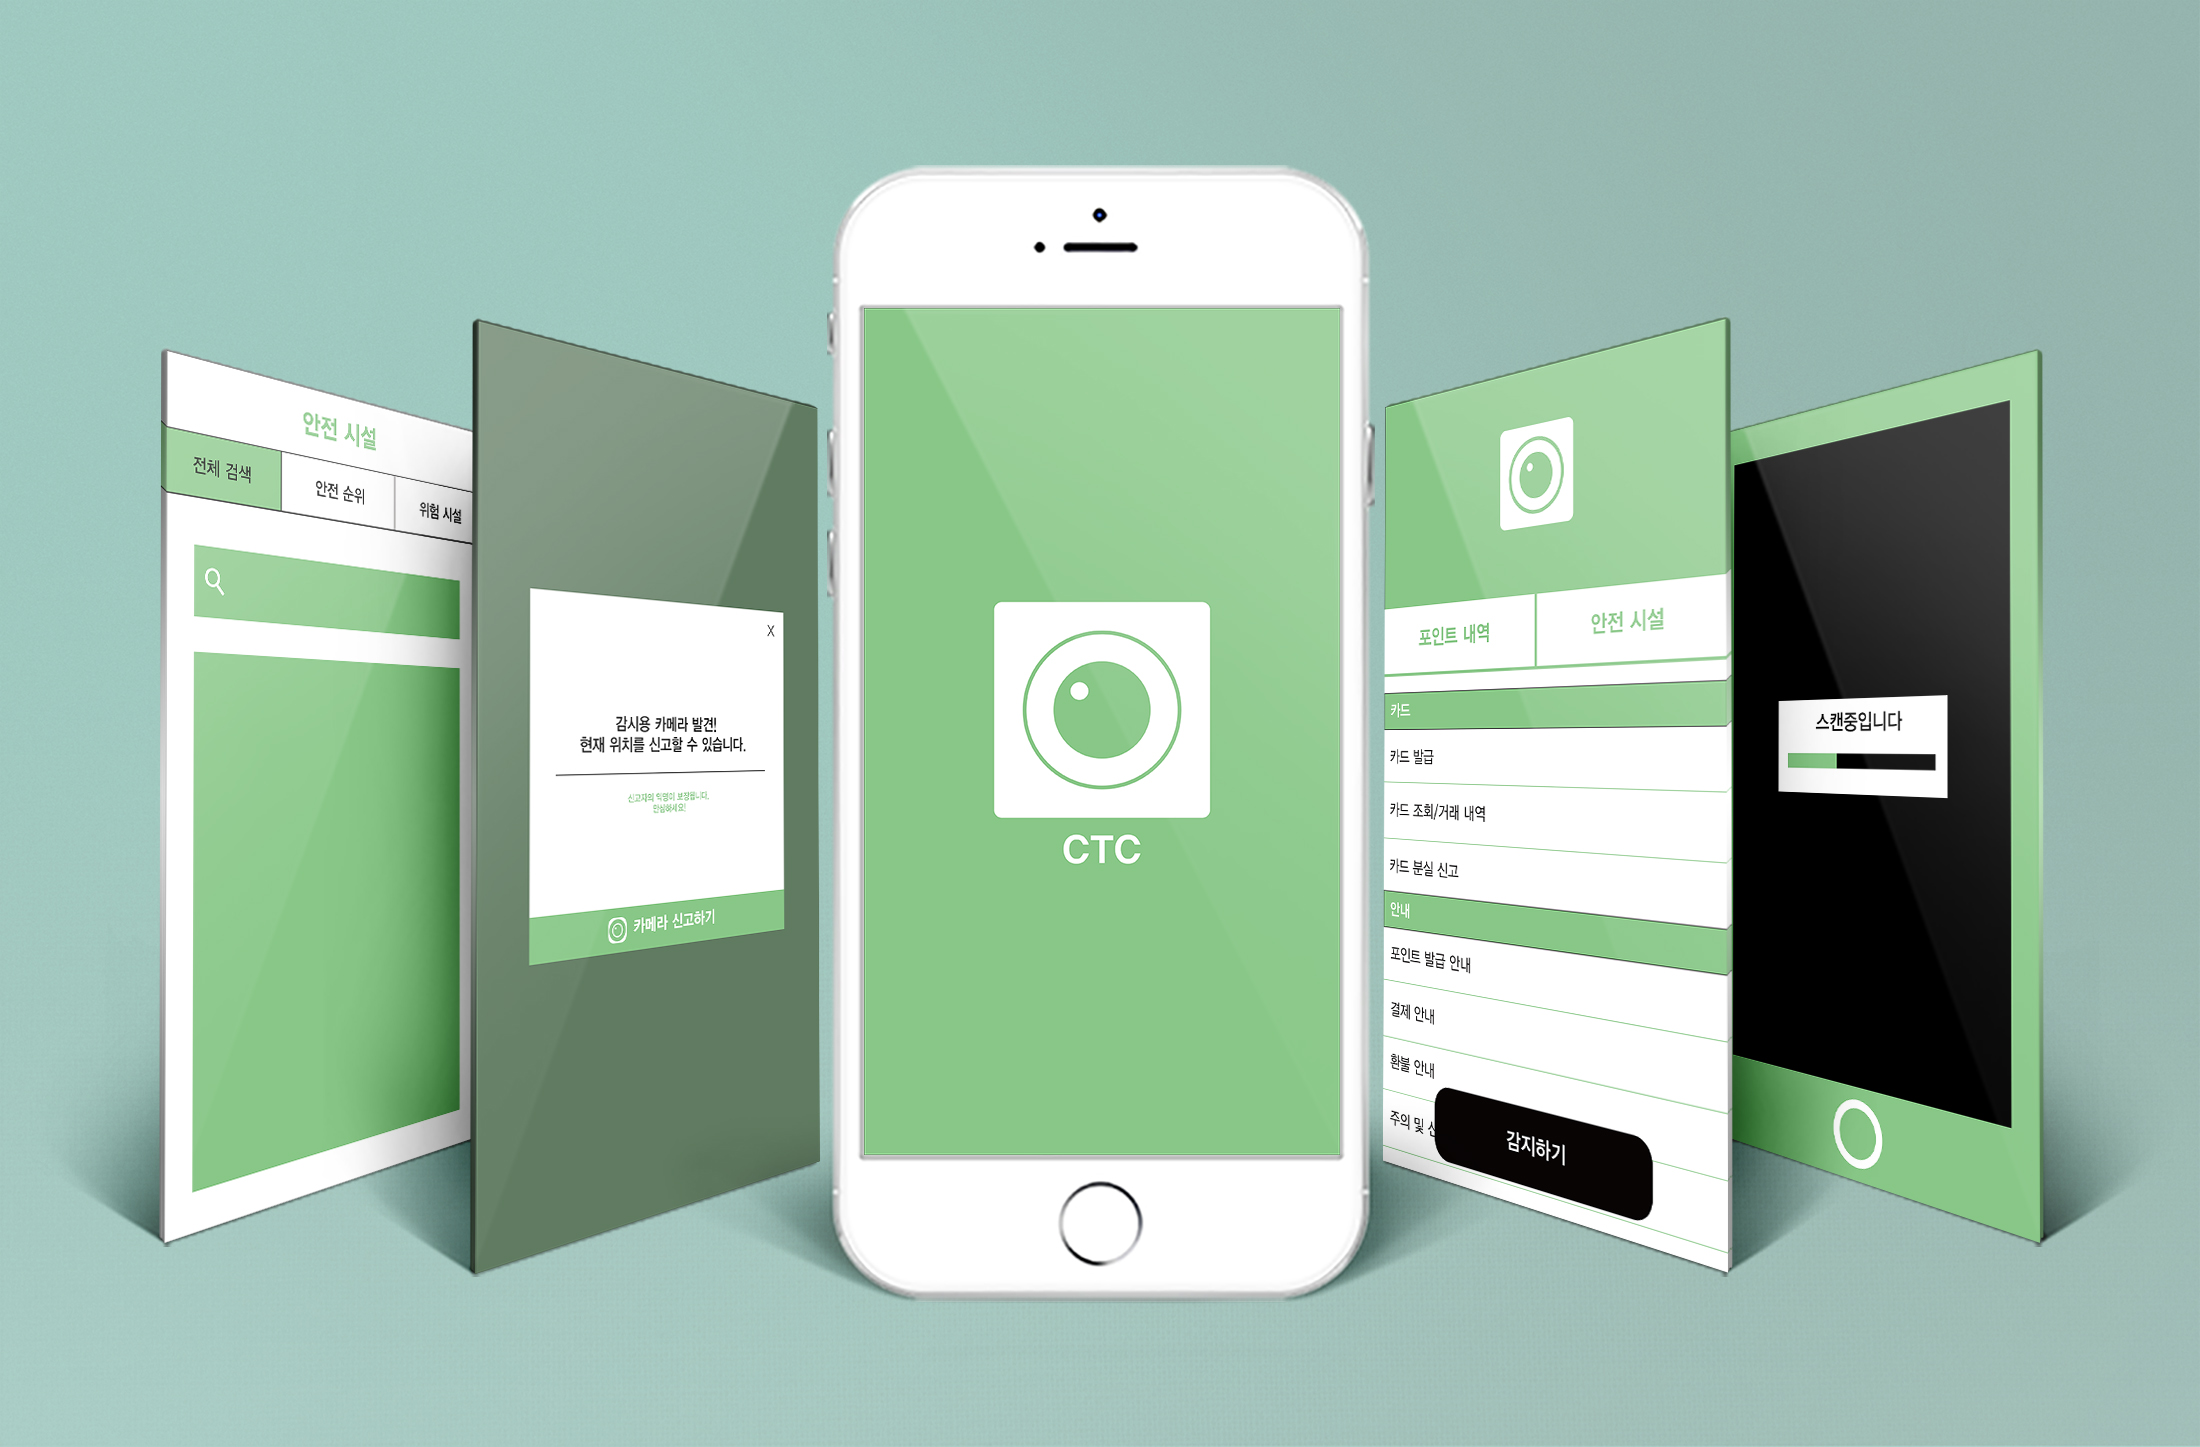 안전 시설
전체 검색
안전 순위
위험 시설
X
감시용 카메라 발견!
현재 위치를 신고할 수 있습니다.
신고자의 익명이 보장됩니다.
안심하세요!
카메라 신고하기
CTC
포인트 내역
안전 시설
카드
카드 발급
카드 조회/거래 내역
카드 분실 신고
안내
포인트 발급 안내
결제 안내
환불 안내
주의 및
감지하기
스캔중입니다